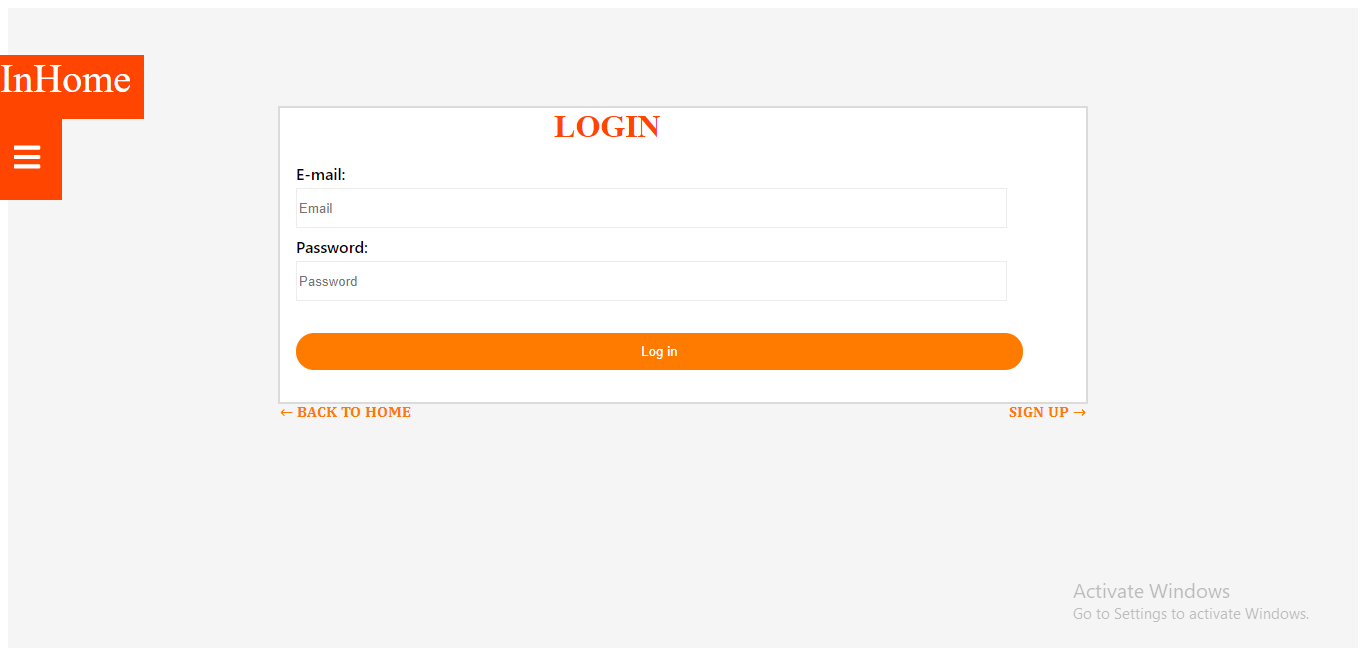 InHome
LOGIN
E-mail:
Email
Password:
Password
Log in
← BACK TO HOME
SIGN UP →
Activate Windows
Go to Settings to activate Windows.